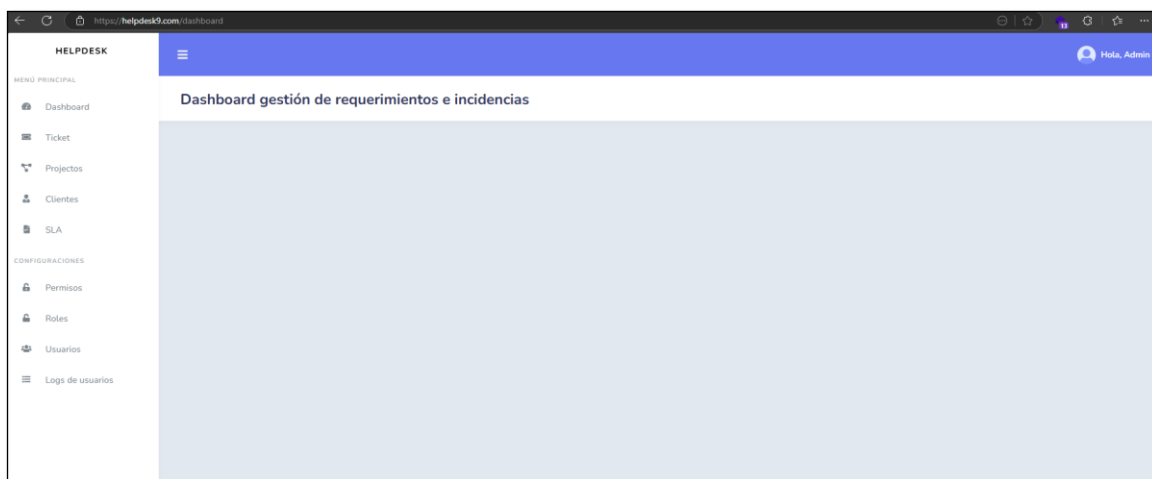 https://helpdesk9.com/dashboard
13
HELPDESK
Hola, Admin
MENÚ PRINCIPAL
Dashboard
Ticket
Projectos
Clientes
SLA
CONFIGURACIONES
Permisos
Roles
Usuarios
Logs de usuarios
Dashboard gestión de requerimientos e incidencias